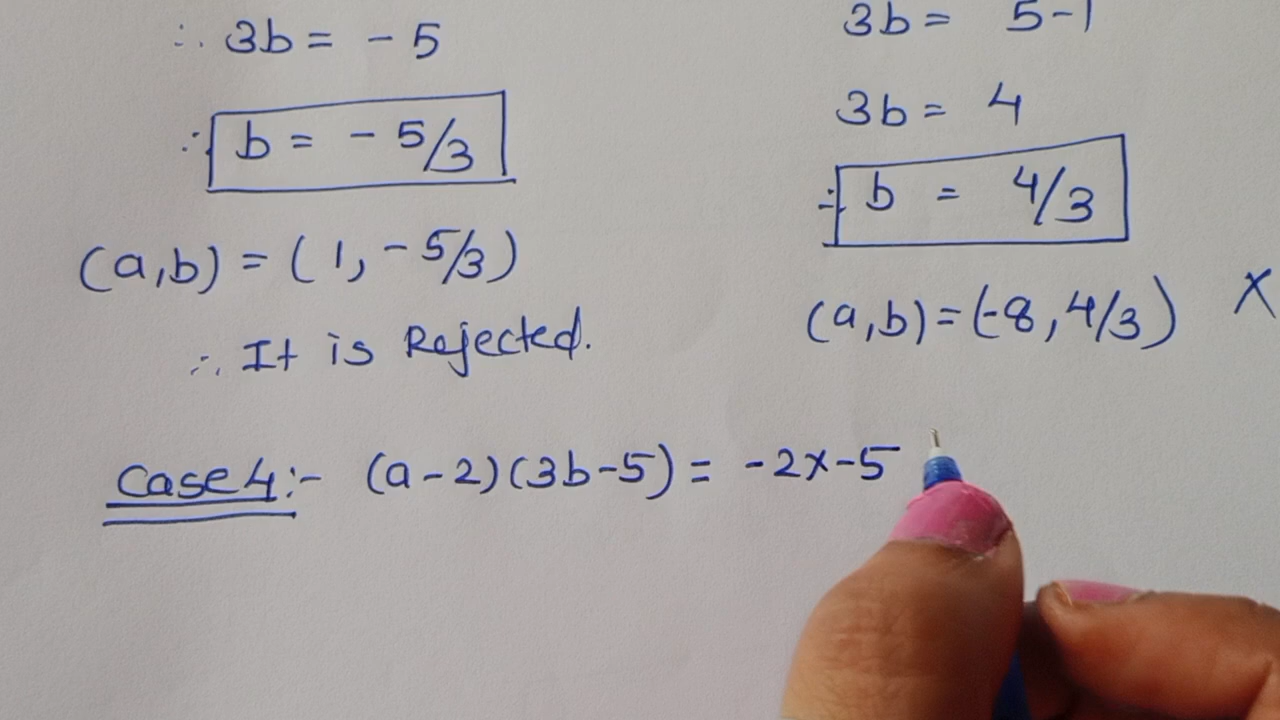 ∴ 3b = - 5
∴ b = - 5/3
(a,b) = (1, - 5/3)
∴ It is Rejected.
3b = 5-1
3b = 4
∴ b = 4/3
(a,b) = (-8, 4/3) X
Case 4:- (a-2)(3b-5) = -2x-5